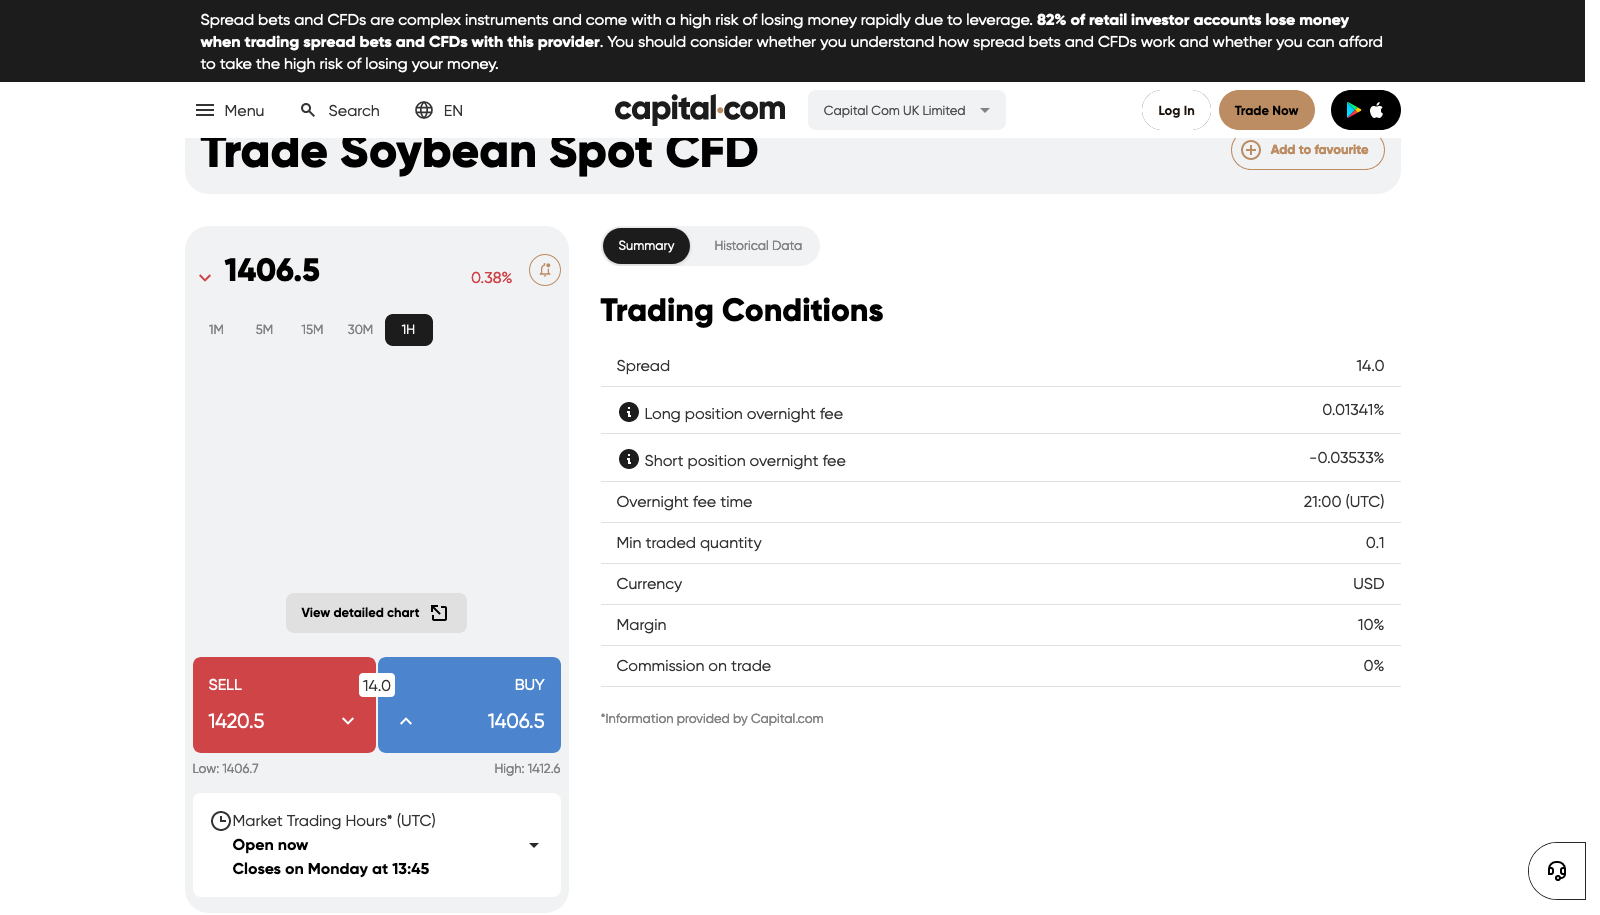 Spread bets and CFDs are complex instruments and come with a high risk of losing money rapidly due to leverage. 82% of retail investor accounts lose money
when trading spread bets and CFDs with this provider. You should consider whether you understand how spread bets and CFDs work and whether you can afford
to take the high risk of losing your money.
Menu
Search
EN
capital.com
Capital Com UK Limited
Log In
Trade Now
Trade Soybean Spot CFD
Add to favourite
1406.5
0.38%
1M
5M
15M
30M
1H
View detailed chart
SELL
14.0
BUY
1420.5
1406.5
Low: 1406.7
High: 1412.6
Market Trading Hours* (UTC)
Open now
Closes on Monday at 13:45
Summary
Historical Data
Trading Conditions
Spread 14.0
Long position overnight fee 0.01341%
Short position overnight fee -0.03533%
Overnight fee time 21:00 (UTC)
Min traded quantity 0.1
Currency USD
Margin 10%
Commission on trade 0%
*Information provided by Capital.com